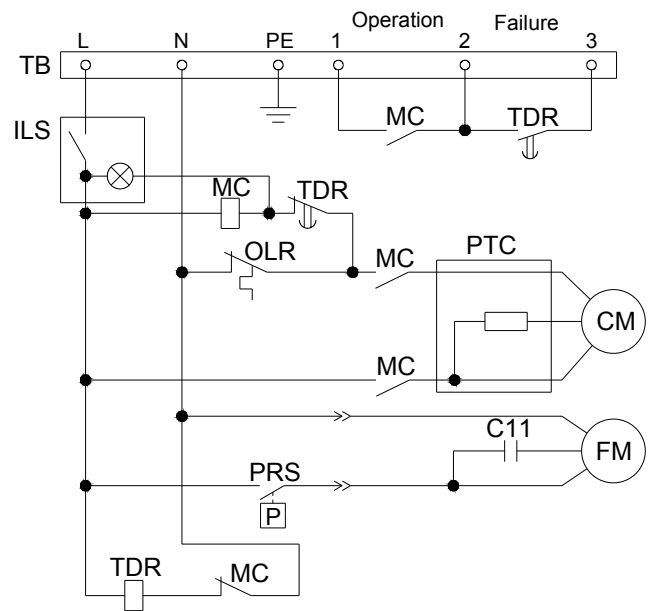 Operation Failure
L N PE 1 2 3
TB
MC TDR
ILS
MC TDR
OLR MC PTC
CM
MC
C11
FM
PRS
P
TDR MC